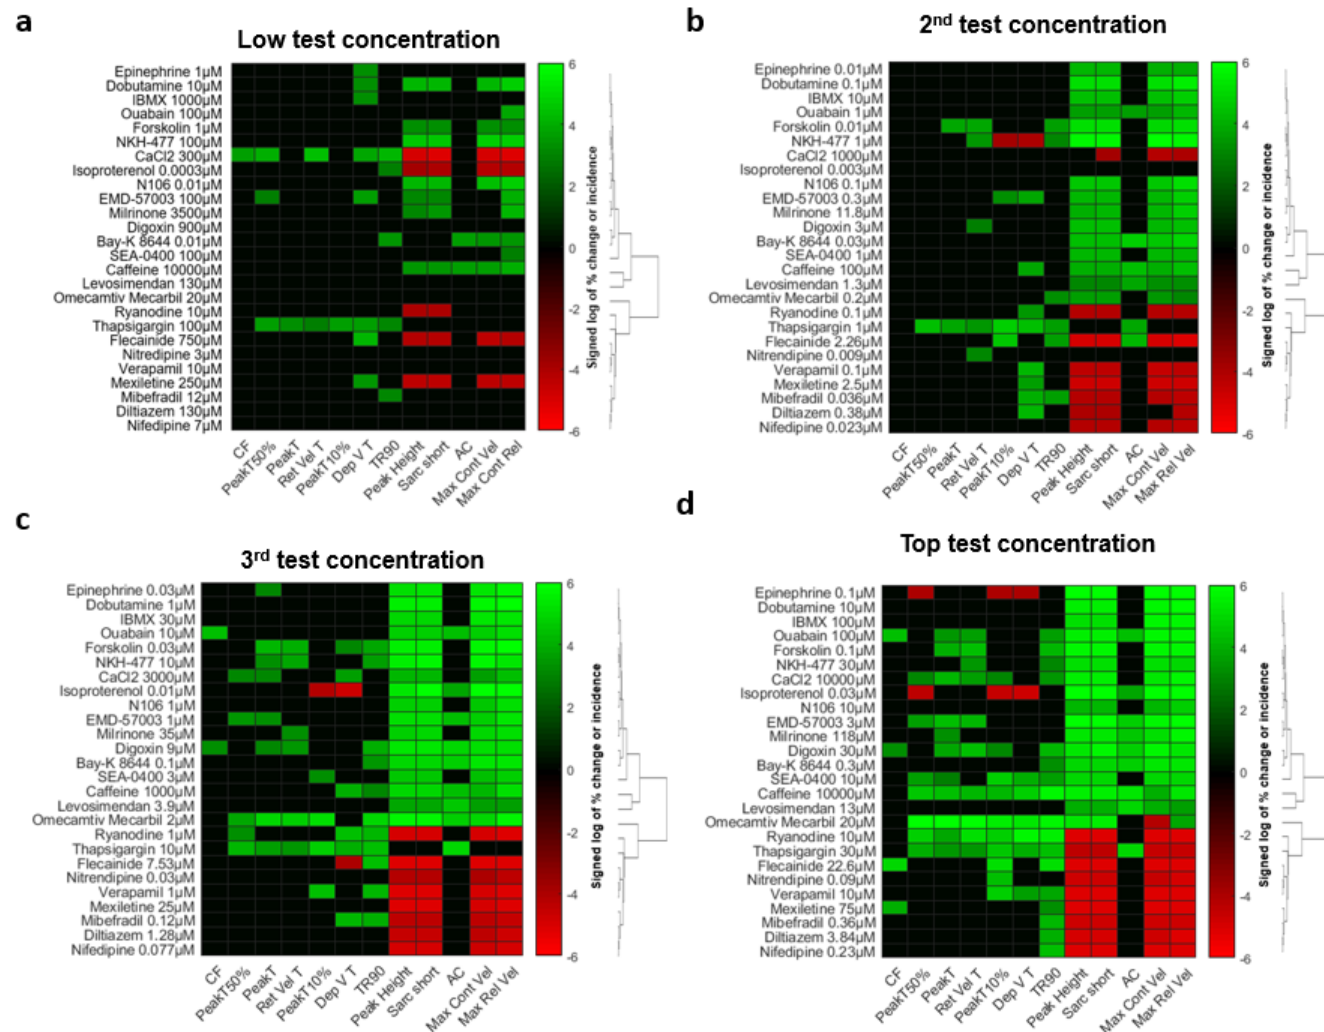 a
Low test concentration
Epinephrine 1µM
Dobutamine 10µM
IBMX 1000µM
Ouabain 100µM
Forskolin 1µM
NKH-477 100µM
CaCl2 300µM
Isoproterenol 0.0003µM
N106 0.01µM
EMD-57003 100µM
Milrinone 3500µM
Digoxin 900µM
Bay-K 8644 0.01µM
SEA-0400 100µM
Caffeine 10000µM
Levosimendan 130µM
Omecamtiv Mecarbil 20µM
Ryanodine 10µM
Thapsigargin 100µM
Flecainide 750µM
Nitredipine 3µM
Verapamil 10µM
Mexiletine 250µM
Mibefradil 12µM
Diltiazem 130µM
Nifedipine 7µM
CF
PeakT50%
PeakT
Ret Vel T
PeakT10%
Dep V T
TR90
Peak Height
Sarc short
AC
Max Cont Vel
Max Cont Rel
6
4
2
0
-2
-4
-6
Signed log of % change or incidence
b
2nd test concentration
Epinephrine 0.01µM
Dobutamine 0.1µM
IBMX 10µM
Ouabain 1µM
Forskolin 0.01µM
NKH-477 1µM
CaCl2 1000µM
Isoproterenol 0.003µM
N106 0.1µM
EMD-57003 0.3µM
Milrinone 11.8µM
Digoxin 3µM
Bay-K 8644 0.03µM
SEA-0400 1µM
Caffeine 100µM
Levosimendan 1.3µM
Omecamtiv Mecarbil 0.2µM
Ryanodine 0.1µM
Thapsigargin 1µM
Flecainide 2.26µM
Nitrendipine 0.009µM
Verapamil 0.1µM
Mexiletine 2.5µM
Mibefradil 0.036µM
Diltiazem 0.38µM
Nifedipine 0.023µM
CF
PeakT50%
PeakT
Ret Vel T
PeakT10%
Dep V T
TR90
Peak Height
Sarc short
AC
Max Cont Vel
Max Rel Vel
6
4
2
0
-2
-4
-6
Signed log of % change or incidence
c
3rd test concentration
Epinephrine 0.03µM
Dobutamine 1µM
IBMX 30µM
Ouabain 10µM
Forskolin 0.03µM
NKH-477 10µM
CaCl2 3000µM
Isoproterenol 0.01µM
N106 1µM
EMD-57003 1µM
Milrinone 35µM
Digoxin 9µM
Bay-K 8644 0.1µM
SEA-0400 3µM
Caffeine 1000µM
Levosimendan 3.9µM
Omecamtiv Mecarbil 2µM
Ryanodine 1µM
Thapsigargin 10µM
Flecainide 7.53µM
Nitrendipine 0.03µM
Verapamil 1µM
Mexiletine 25µM
Mibefradil 0.12µM
Diltiazem 1.28µM
Nifedipine 0.077µM
CF
PeakT50%
PeakT
Ret Vel T
PeakT10%
Dep V T
TR90
Peak Height
Sarc short
AC
Max Cont Vel
Max Rel Vel
6
4
2
0
-2
-4
-6
Signed log of % change or incidence
d
Top test concentration
Epinephrine 0.1µM
Dobutamine 10µM
IBMX 100µM
Ouabain 100µM
Forskolin 0.1µM
NKH-477 30µM
CaCl2 10000µM
Isoproterenol 0.03µM
N106 10µM
EMD-57003 3µM
Milrinone 118µM
Digoxin 30µM
Bay-K 8644 0.3µM
SEA-0400 10µM
Caffeine 10000µM
Levosimendan 13µM
Omecamtiv Mecarbil 20µM
Ryanodine 10µM
Thapsigargin 30µM
Flecainide 22.6µM
Nitrendipine 0.09µM
Verapamil 10µM
Mexiletine 75µM
Mibefradil 0.36µM
Diltiazem 3.84µM
Nifedipine 0.23µM
CF
PeakT50%
PeakT
Ret Vel T
PeakT10%
Dep V T
TR90
Peak Height
Sarc short
AC
Max Cont Vel
Max Rel Vel
6
4
2
0
-2
-4
-6
Signed log of % change or incidence